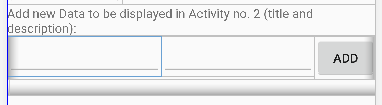 Add new Data to be displayed in Activity no. 2 (title and
description):
ADD